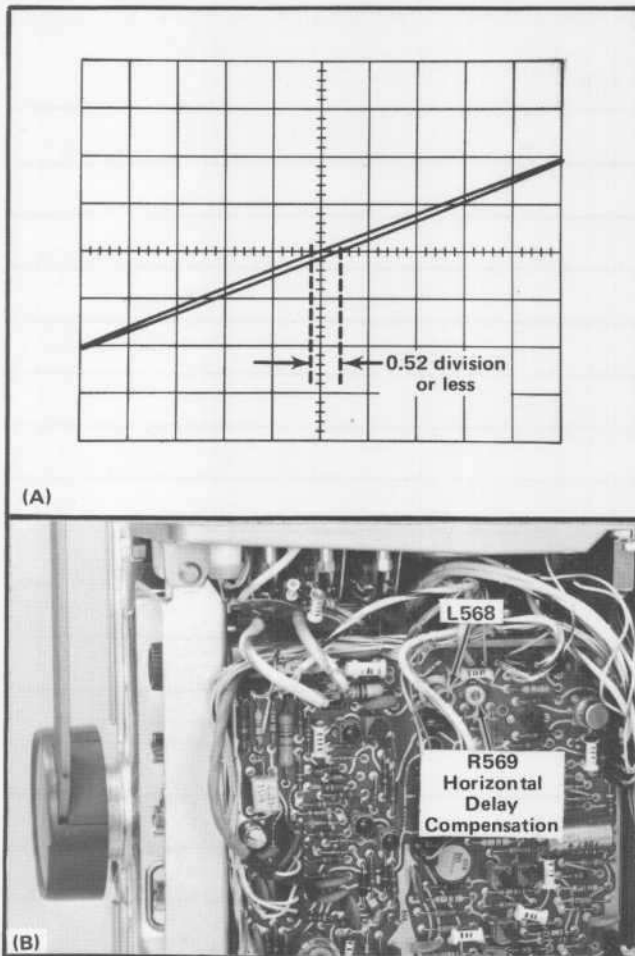 0.52 division
or less
(A)
L568
R569
Horizontal
Delay
Compensation
(B)